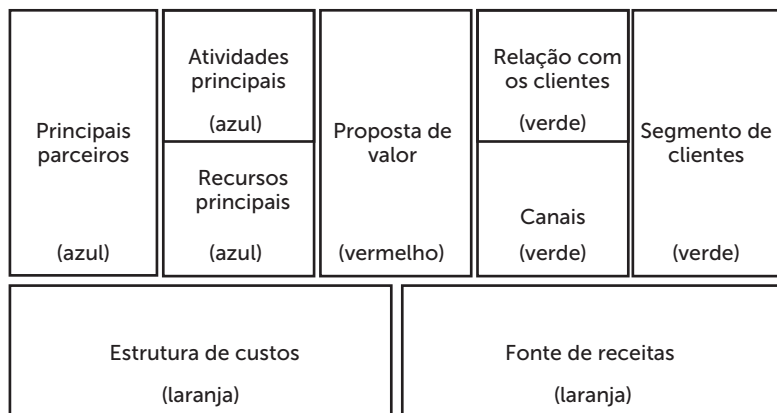 Principais
parceiros
(azul)
Atividades
principais
(azul)
Recursos
principais
(azul)
Proposta de
valor
(vermelho)
Relação com
os clientes
(verde)
Canais
(verde)
Segmento de
clientes
(verde)
Estrutura de custos
(laranja)
Fonte de receitas
(laranja)